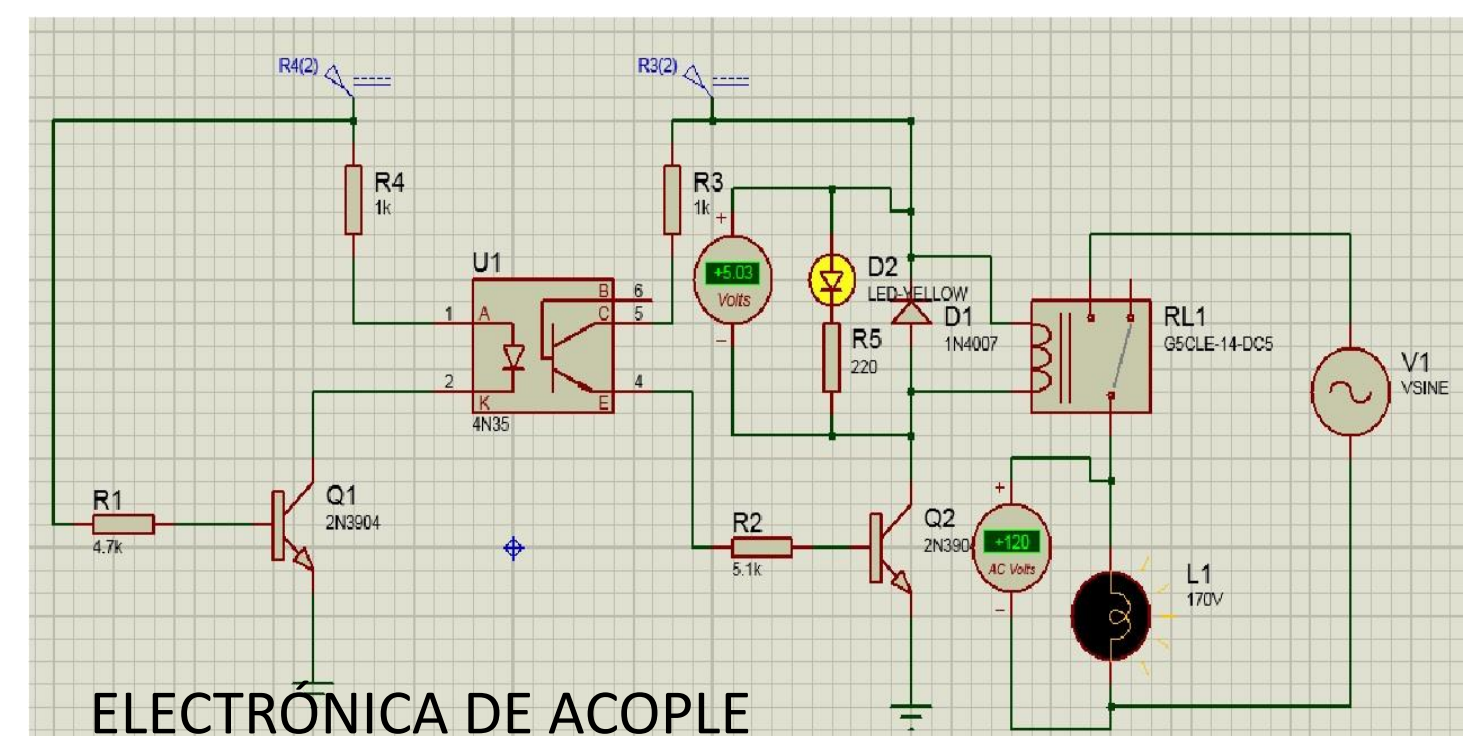 R4(2)
R3(2)
R4
1k
R3
1k
U1
A
K
B
C
E
1
2
6
5
4
4N35
+
+5.03
Volts
−
D2
LED-YELLOW
R5
220
D1
1N4007
RL1
G5CLE-14-DC5
V1
VSINE
R1
4.7k
Q1
2N3904
R2
5.1k
Q2
2N390
+
+120
AC Volts
−
L1
170V
ELECTRÓNICA DE ACOPLE